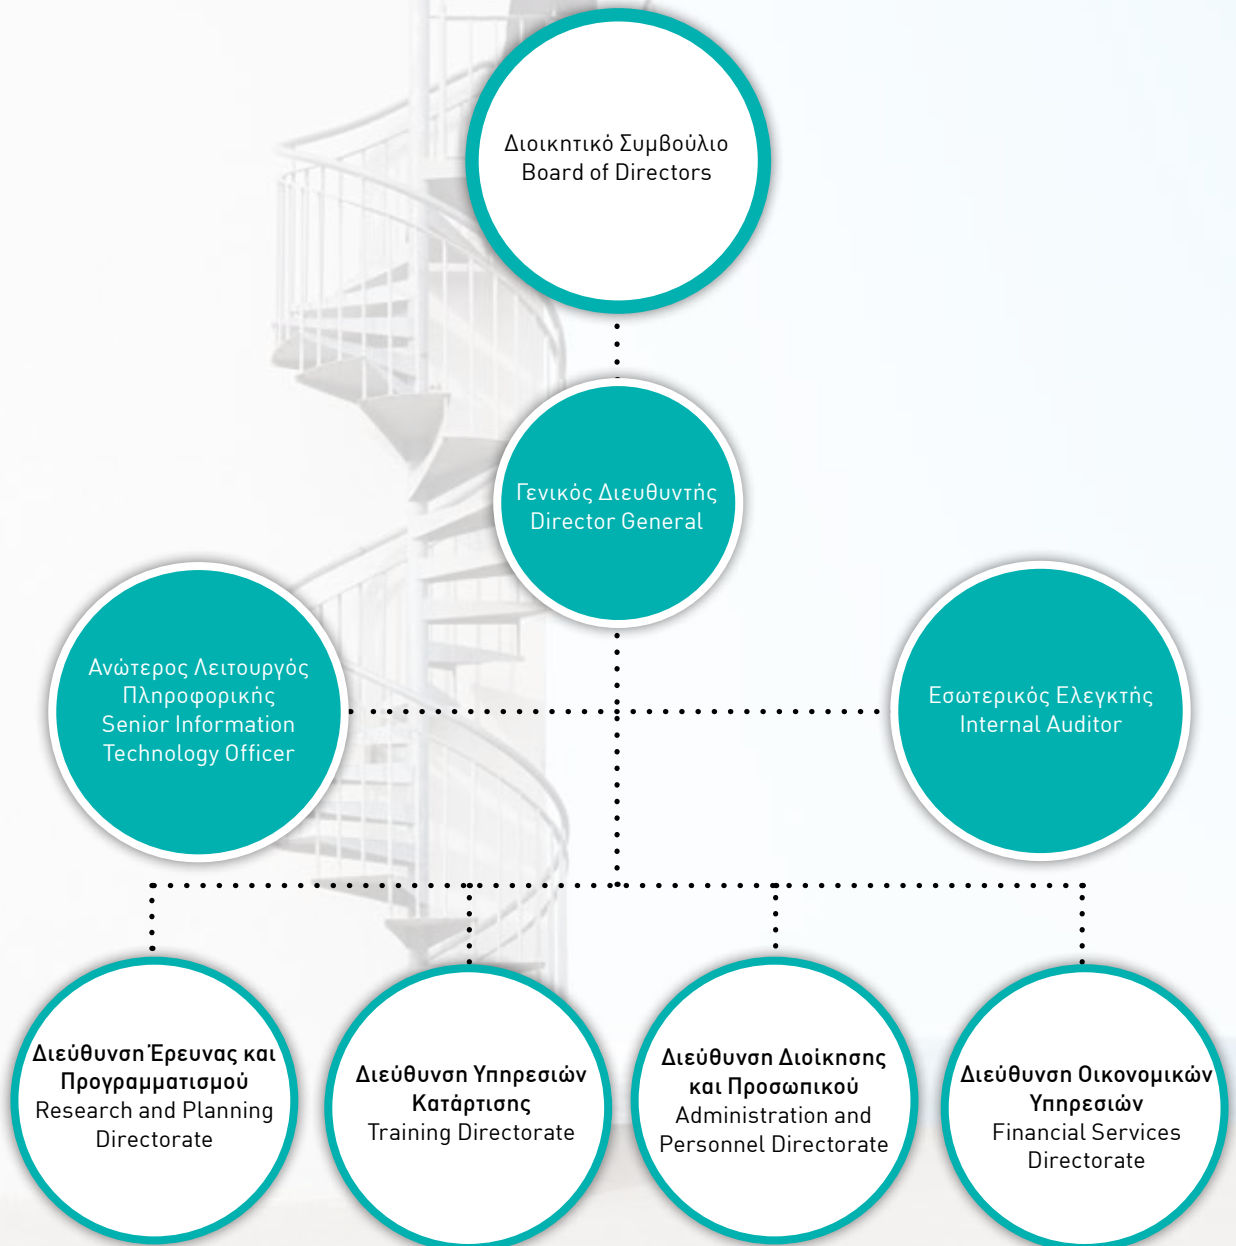 Διοικητικό Συμβούλιο
Board of Directors
Γενικός Διευθυντής
Director General
Ανώτερος Λειτουργός
Πληροφορικής
Senior Information
Technology Officer
Εσωτερικός Ελεγκτής
Internal Auditor
Διεύθυνση Έρευνας και
Προγραμματισμού
Research and Planning
Directorate
Διεύθυνση Υπηρεσιών
Κατάρτισης
Training Directorate
Διεύθυνση Διοίκησης
και Προσωπικού
Administration and
Personnel Directorate
Διεύθυνση Οικονομικών
Υπηρεσιών
Financial Services
Directorate